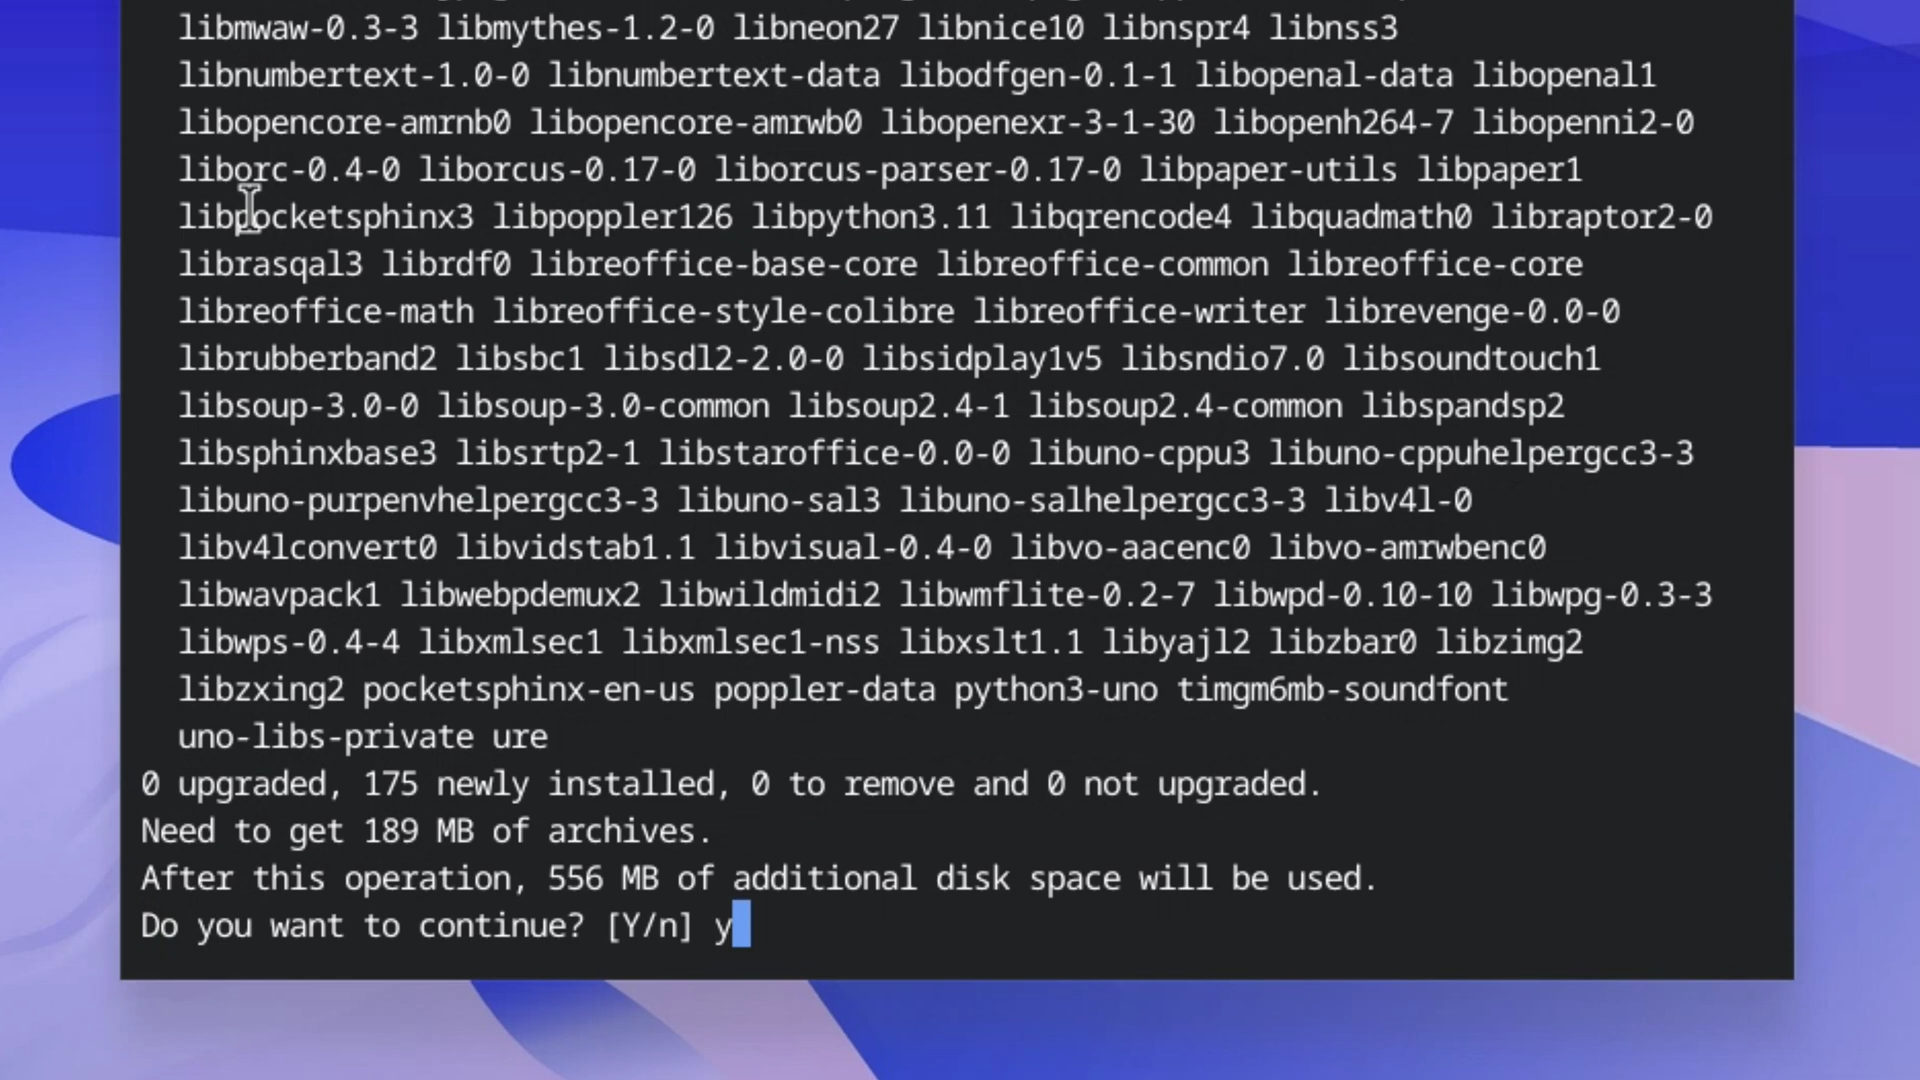 libmwaw-0.3-3 libmythes-1.2-0 libneon27 libnice10 libnspr4 libnss3
libnumbertext-1.0-0 libnumbertext-data libodfgen-0.1-1 libopenal-data libopenal1
libopencore-amrnb0 libopencore-amrwb0 libopenexr-3-1-30 libopenh264-7 libopenni2-0
liborc-0.4-0 liborcus-0.17-0 liborcus-parser-0.17-0 libpaper-utils libpaper1
libpocketsphinx3 libpoppler126 libpython3.11 libqrencode4 libquadmath0 libraptor2-0
librasqal3 librdf0 libreoffice-base-core libreoffice-common libreoffice-core
libreoffice-math libreoffice-style-colibre libreoffice-writer librevenge-0.0-0
librubberband2 libsbc1 libsdl2-2.0-0 libsidplay1v5 libsndio7.0 libsoundtouch1
libsoup-3.0-0 libsoup-3.0-common libsoup2.4-1 libsoup2.4-common libspandsp2
libsphinxbase3 libsrtp2-1 libstaroffice-0.0-0 libuno-cppu3 libuno-cppuhelpergcc3-3
libuno-purpenvhelpergcc3-3 libuno-sal3 libuno-salhelpergcc3-3 libv4l-0
libv4lconvert0 libvidstab1.1 libvisual-0.4-0 libvo-aacenc0 libvo-amrwbenc0
libwavpack1 libwebpdemux2 libwildmidi2 libwmflite-0.2-7 libwpd-0.10-10 libwpg-0.3-3
libwps-0.4-4 libxmlsec1 libxmlsec1-nss libxslt1.1 libyajl2 libzbar0 libzimg2
libzxing2 pocketsphinx-en-us poppler-data python3-uno timgm6mb-soundfont
uno-libs-private ure
0 upgraded, 175 newly installed, 0 to remove and 0 not upgraded.
Need to get 189 MB of archives.
After this operation, 556 MB of additional disk space will be used.
Do you want to continue? [Y/n] y